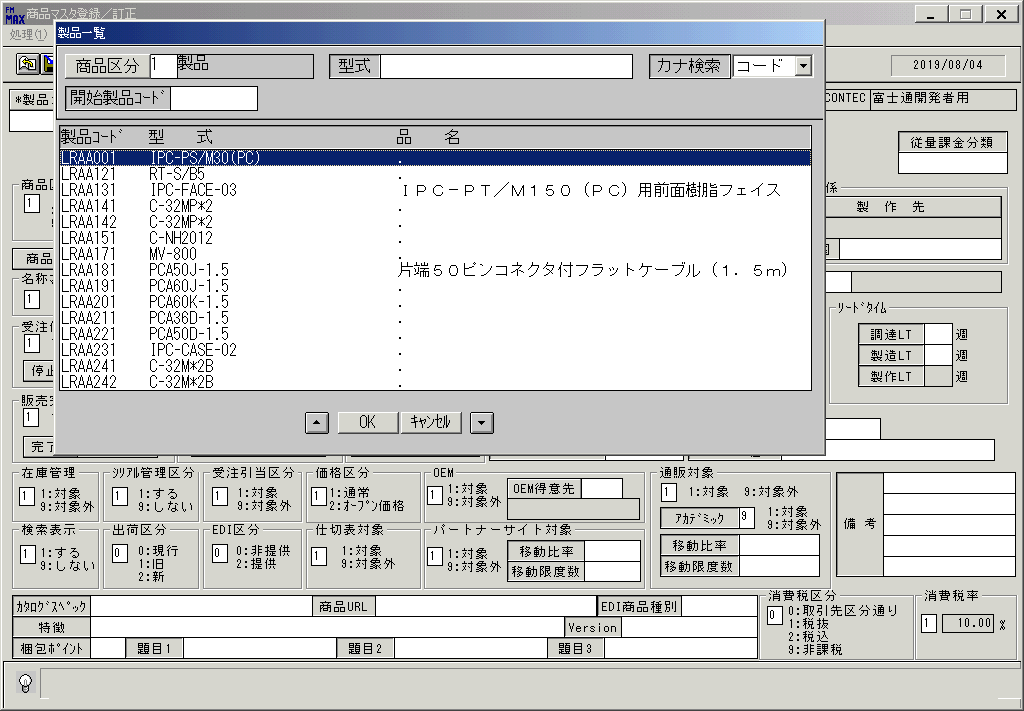 商品マスタ登録／訂正
処理(1)
製品一覧
商品区分 1 製品 型式 カナ検索 コード
開始製品ｺｰﾄﾞ
製品ｺｰﾄﾞ 型　式 品　名
LRAA001 IPC-PS/M30(PC) .
LRAA121 RT-S/B5 .
LRAA131 IPC-FACE-03 ＩＰＣ－ＰＴ／Ｍ１５０（ＰＣ）用前面樹脂フェイス
LRAA141 C-32MP*2 .
LRAA142 C-32MP*2 .
LRAA151 C-NH2012 .
LRAA171 MV-800 .
LRAA181 PCA50J-1.5 片端５０ピンコネクタ付フラットケーブル（１．５ｍ）
LRAA191 PCA60J-1.5 .
LRAA201 PCA60K-1.5 .
LRAA211 PCA36D-1.5 .
LRAA221 PCA50D-1.5 .
LRAA231 IPC-CASE-02 .
LRAA241 C-32M*2B .
LRAA242 C-32M*2B .
OK ｷｬﾝｾﾙ
2019/08/04
*製品
CONTEC 富士通開発者用
従量課金分類
商品
1
係
製　作　先
商品
名称
1
受注
1
停止
販売
1
完了
ﾘｰﾄﾞﾀｲﾑ
調達LT 週
製造LT 週
製作LT 週
在庫管理
1 1:対象
9:対象外
ｼﾘｱﾙ管理区分
1 1:する
9:しない
受注引当区分
1 1:対象
9:対象外
価格区分
1 1:通常
2:ｵｰﾌﾟﾝ価格
OEM
1 1:対象
9:対象外
OEM得意先
通販対象
1 1:対象 9:対象外
ｱｶﾃﾞﾐｯｸ 9 1:対象
9:対象外
移動比率
移動限度数
備 考
検索表示
1 1:する
9:しない
出荷区分
0 0:現行
1:旧
2:新
EDI区分
0 0:非提供
2:提供
仕切表対象
1 1:対象
9:対象外
パートナーサイト対象
1 1:対象
9:対象外
移動比率
移動限度数
ｶﾀﾛｸﾞｽﾍﾟｯｸ 商品URL EDI商品種別
特徴 Version
梱包ﾎﾟｲﾝﾄ 題目1 題目2 題目3
消費税区分
0 0:取引先区分通り
1:税抜
2:税込
9:非課税
消費税率
1 10.00 %